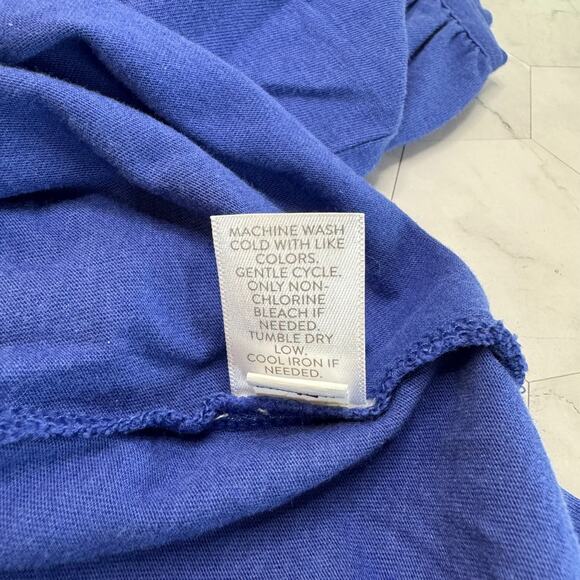 MACHINE WASH
COLD WITH LIKE
COLORS.
GENTLE CYCLE.
ONLY NON-
CHLORINE
BLEACH IF
NEEDED.
TUMBLE DRY
LOW.
COOL IRON IF
NEEDED.